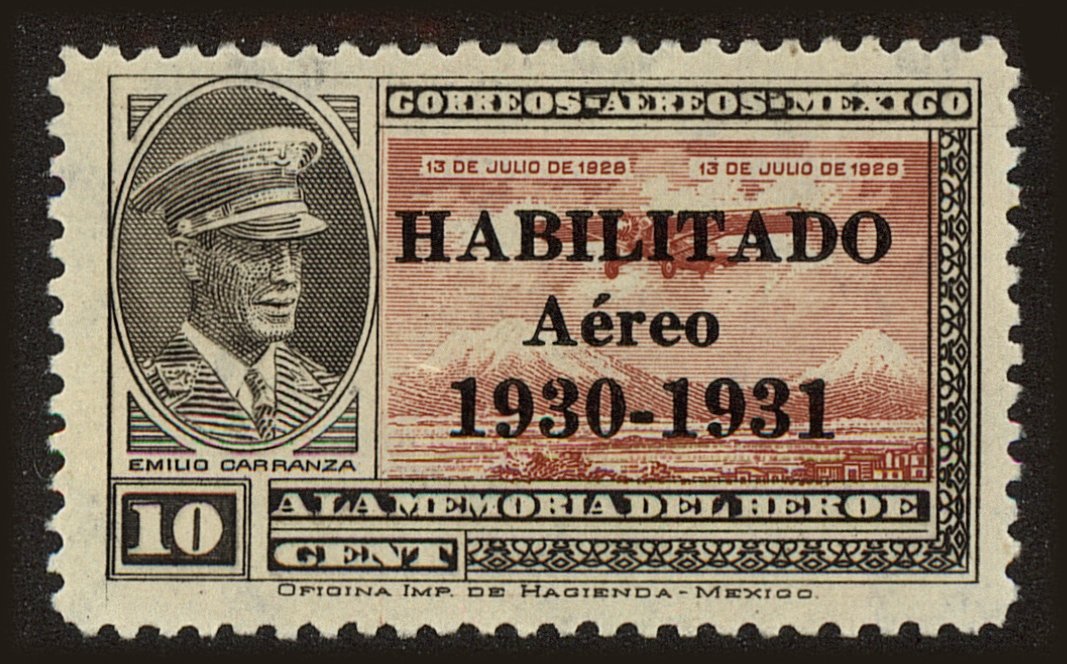 CORREOS-AEREOS-MEXICO
13 DE JULIO DE 1928 13 DE JULIO DE 1929
HABILITADO
Aéreo
1930-1931
EMILIO CARRANZA
10
A LA MEMORIA DEL HEROE
CENT
OFICINA IMP. DE HACIENDA-MEXICO.